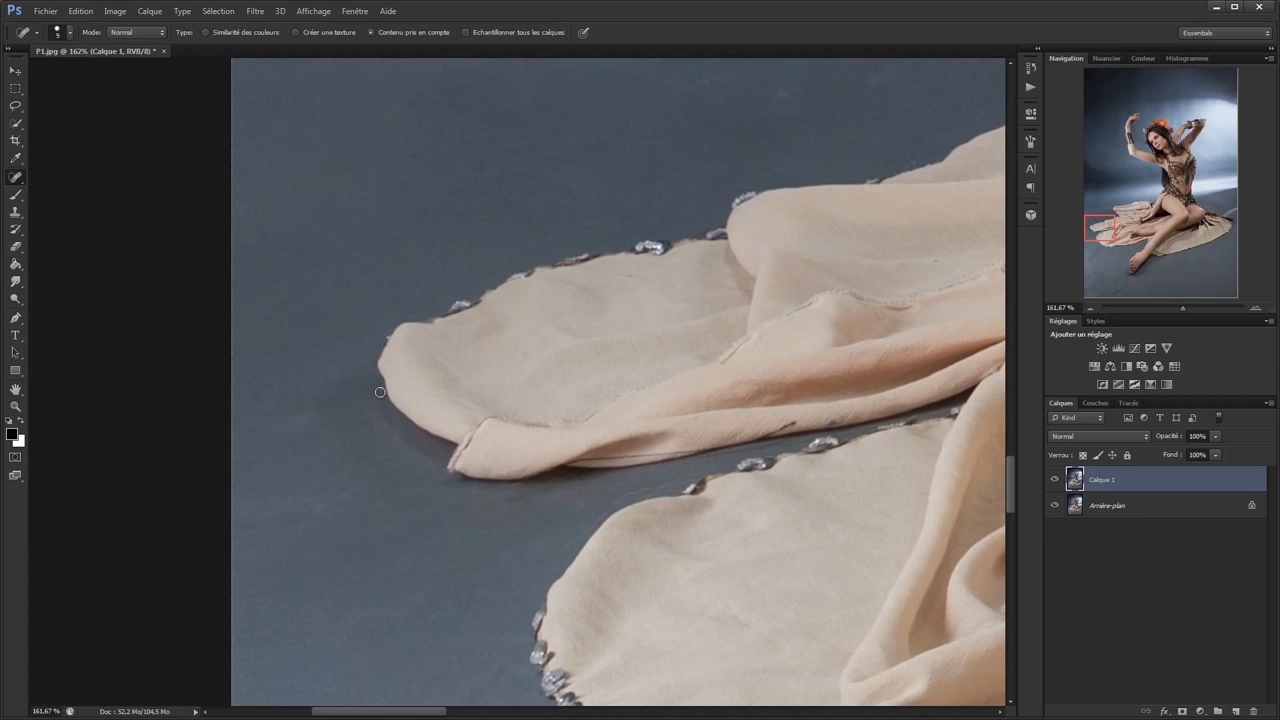 Ps Fichier Edition Image Calque Type Sélection Filtre 3D Affichage Fenêtre Aide
9 Mode: Normal Type: Similarité des couleurs Créer une texture Contenu pris en compte Echantillonner tous les calques Essentials
P1.jpg @ 162% (Calque 1, RVB/8) * ×
Navigation Nuancier Couleur Histogramme
161,67 %
Réglages Styles
Ajouter un réglage
Calques Couches Tracés
Kind
Normal Opacité: 100%
Verrou: Fond: 100%
Calque 1
Arrière-plan
161,67 % Doc : 52,2 Mo/104,5 Mo